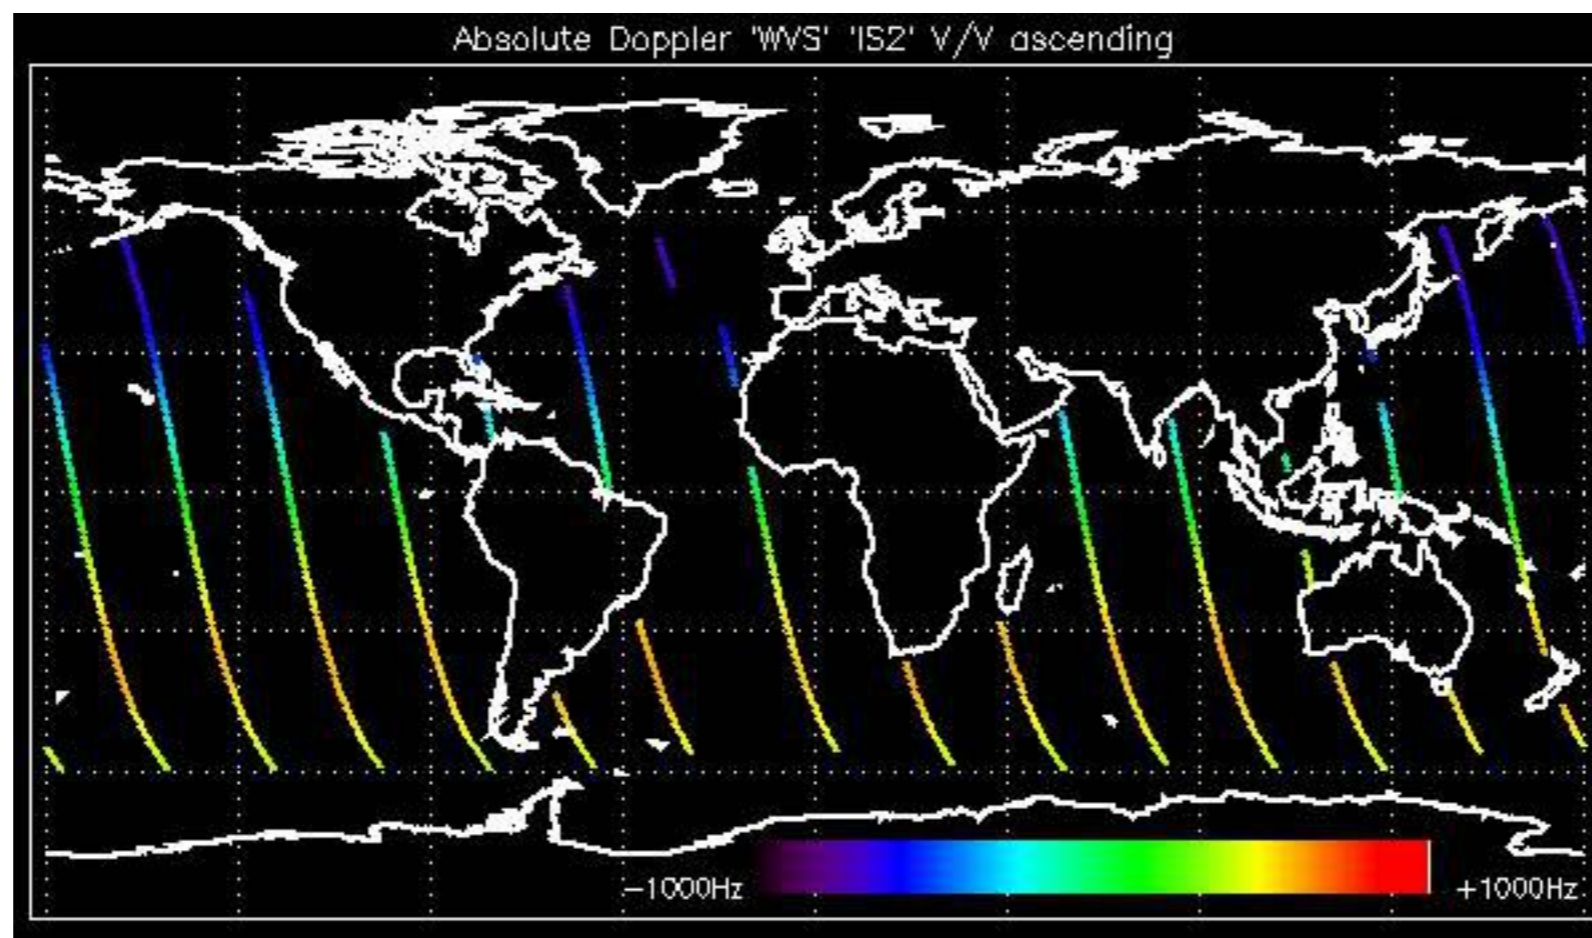 Absolute Doppler 'WVS' 'IS2' V/V ascending
−1000Hz +1000Hz